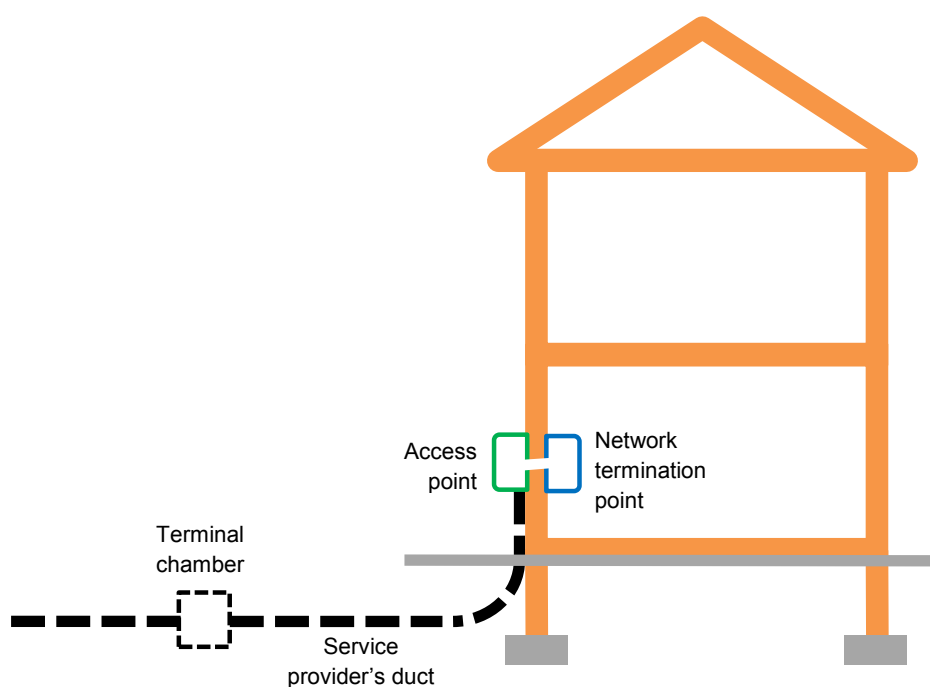 Access
point
Network
termination
point
Terminal
chamber
Service
provider's duct